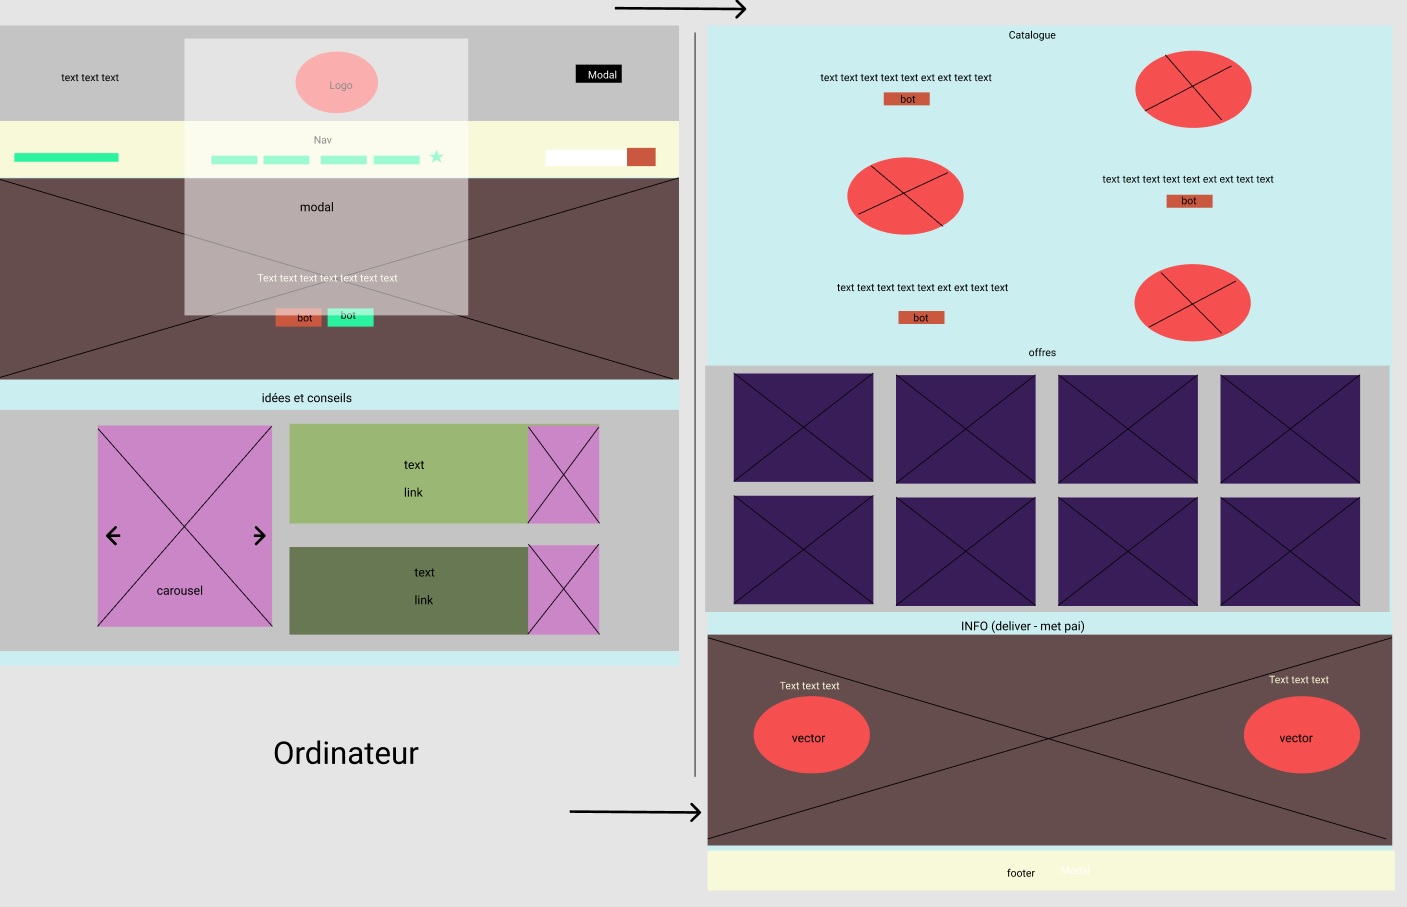 text text text
Logo
Modal
Nav
modal
Text text text text text text text
bot
bot
idées et conseils
carousel
text
link
text
link
Ordinateur
Catalogue
text text text text text ext ext text text
bot
text text text text text ext ext text text
bot
text text text text text ext ext text text
bot
offres
INFO (deliver - met pai)
Text text text
vector
Text text text
vector
footer
Modal